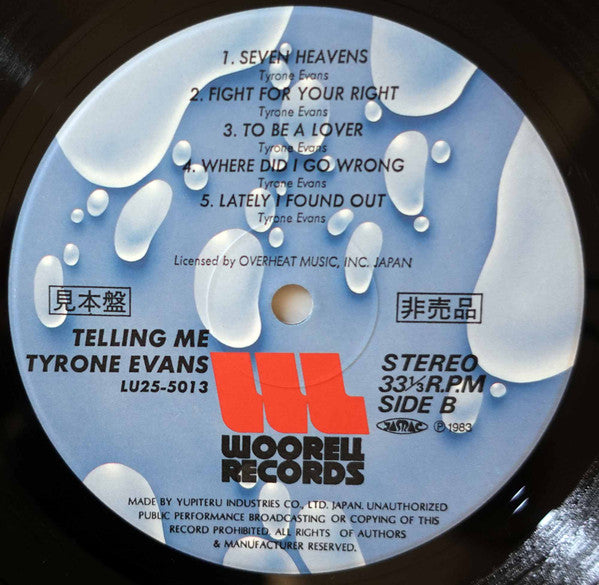 1. SEVEN HEAVENS
Tyrone Evans
2. FIGHT FOR YOUR RIGHT
Tyrone Evans
3. TO BE A LOVER
Tyrone Evans
4. WHERE DID I GO WRONG
Tyrone Evans
5. LATELY I FOUND OUT
Tyrone Evans
Licensed by OVERHEAT MUSIC, INC. JAPAN
見本盤
非売品
TELLING ME
TYRONE EVANS
LU25-5013
STEREO
33⅓R.P.M
SIDE B
JASRAC Ⓟ1983
WOORELL
RECORDS
MADE BY YUPITERU INDUSTRIES CO., LTD. JAPAN. UNAUTHORIZED
PUBLIC PERFORMANCE BROADCASTING OR COPYING OF THIS
RECORD PROHIBITED. ALL RIGHTS OF AUTHORS
& MANUFACTURER RESERVED.